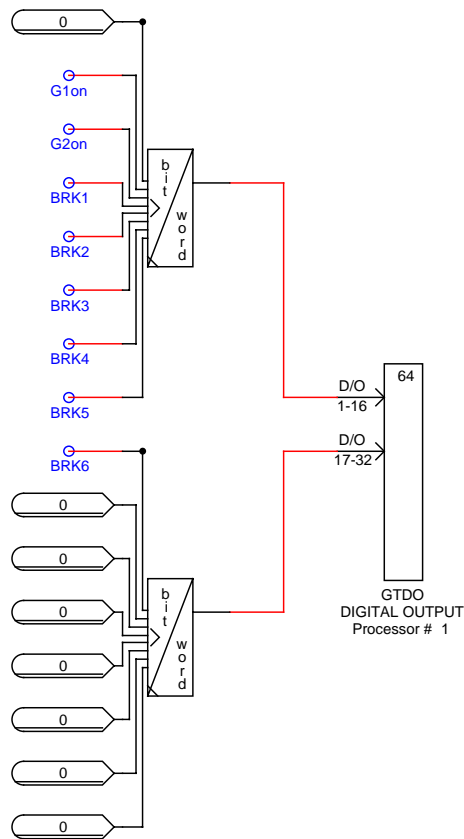 0
G1on
G2on
BRK1
BRK2
BRK3
BRK4
BRK5
bit
word
64
D/O
1-16
D/O
17-32
GTDO
DIGITAL OUTPUT
Processor # 1
BRK6
0
0
0
0
0
0
0
bit
word